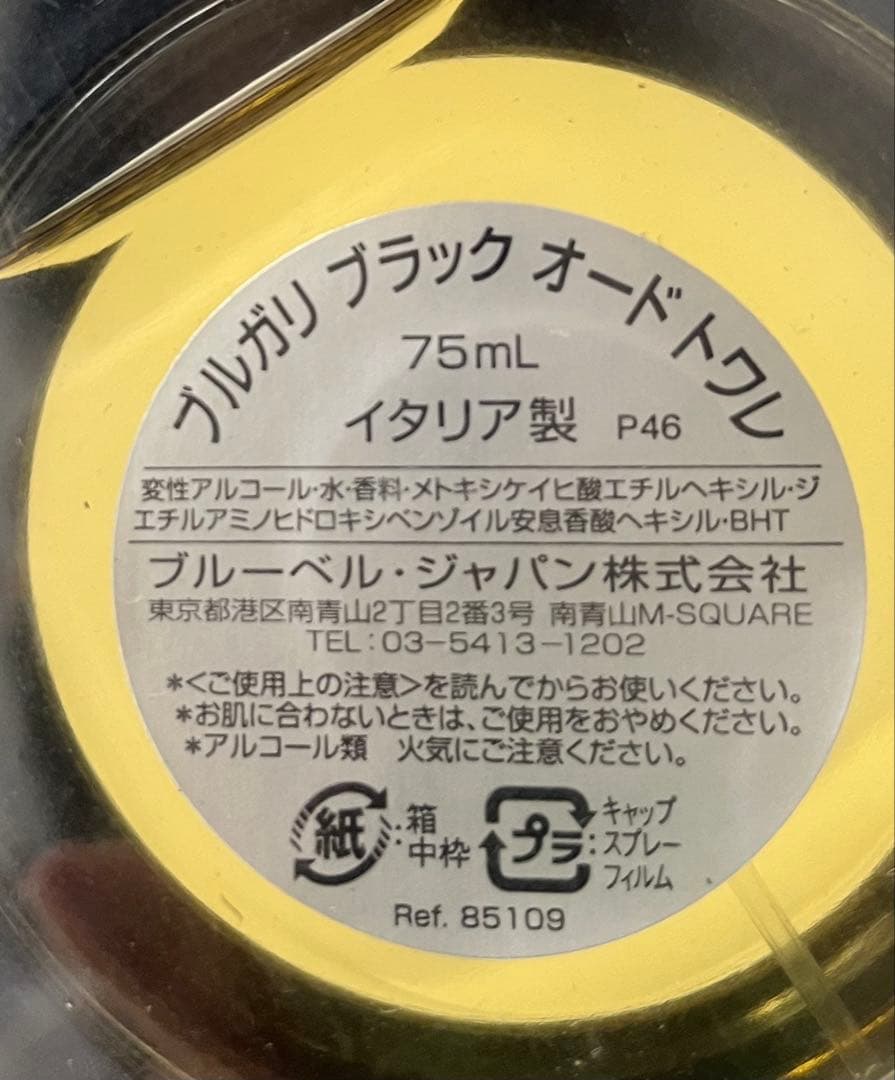 ブルガリ ブラック オード トワレ
75mL
イタリア製 P46
変性アルコール・水・香料・メトキシケイヒ酸エチルヘキシル・ジ
エチルアミノヒドロキシベンゾイル安息香酸ヘキシル・BHT
ブルーベル・ジャパン株式会社
東京都港区南青山2丁目2番3号 南青山M-SQUARE
TEL:03-5413-1202
*<ご使用上の注意>を読んでからお使いください。
*お肌に合わないときは、ご使用をおやめください。
*アルコール類 火気にご注意ください。
紙:箱 プラ:キャップ
中枠 スプレー
フィルム
Ref. 85109